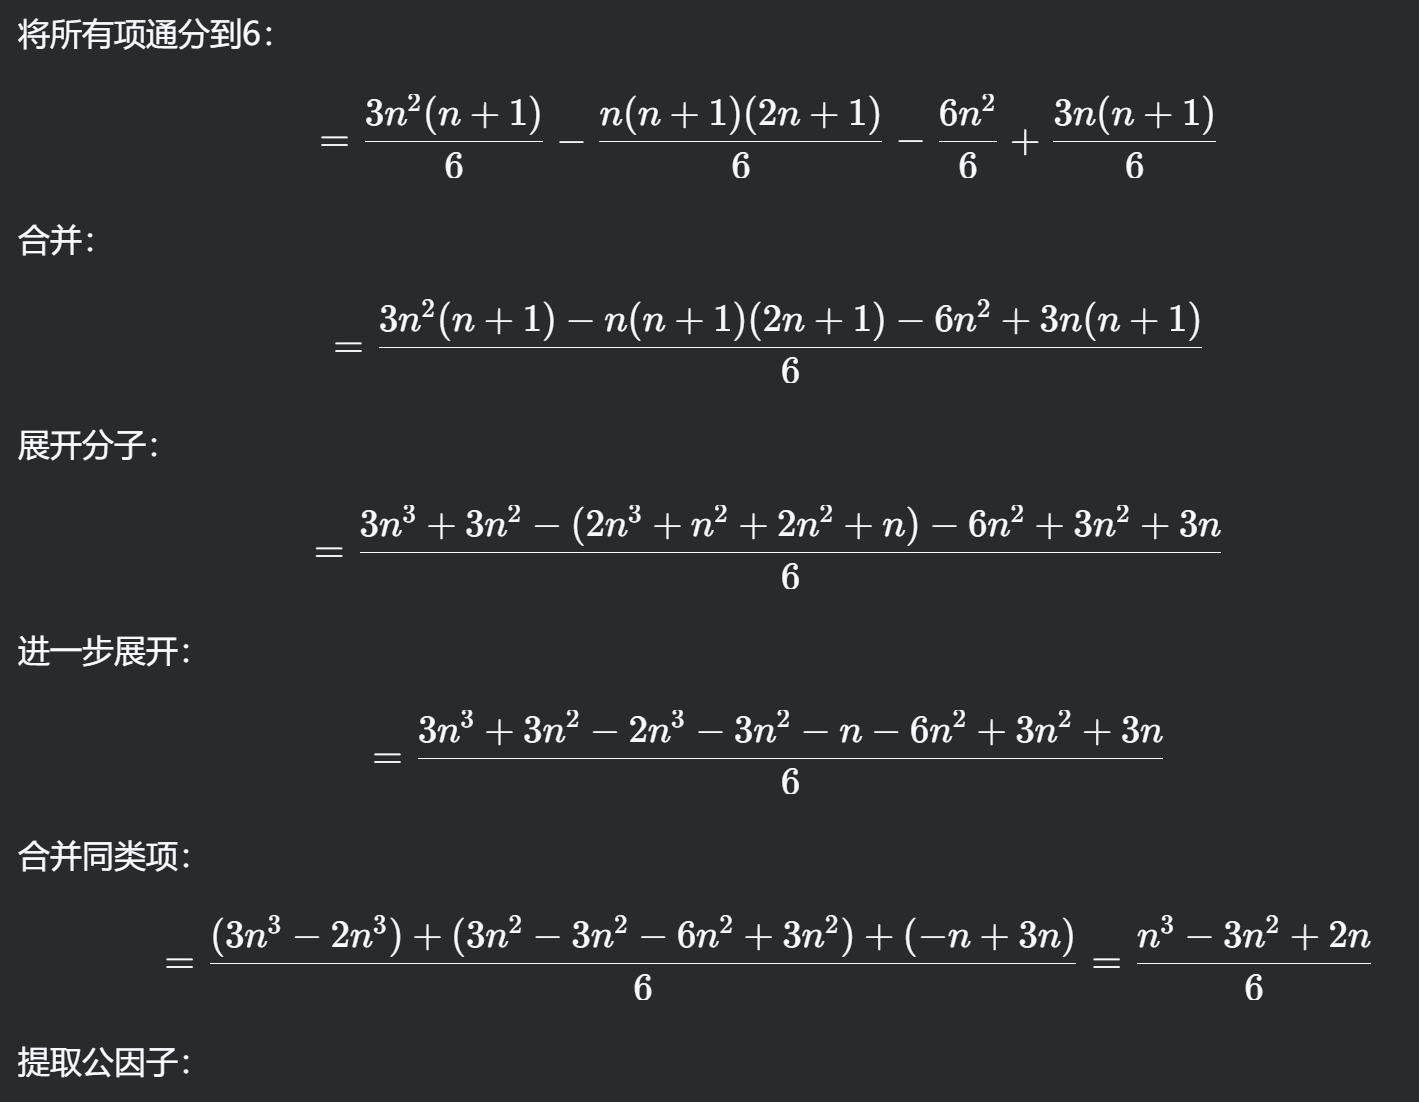 将所有项通分到6：
= \frac{3n^2(n+1)}{6} - \frac{n(n+1)(2n+1)}{6} - \frac{6n^2}{6} + \frac{3n(n+1)}{6}
合并：
= \frac{3n^2(n+1) - n(n+1)(2n+1) - 6n^2 + 3n(n+1)}{6}
展开分子：
= \frac{3n^3 + 3n^2 - (2n^3 + n^2 + 2n^2 + n) - 6n^2 + 3n^2 + 3n}{6}
进一步展开：
= \frac{3n^3 + 3n^2 - 2n^3 - 3n^2 - n - 6n^2 + 3n^2 + 3n}{6}
合并同类项：
= \frac{(3n^3 - 2n^3) + (3n^2 - 3n^2 - 6n^2 + 3n^2) + (-n + 3n)}{6} = \frac{n^3 - 3n^2 + 2n}{6}
提取公因子：